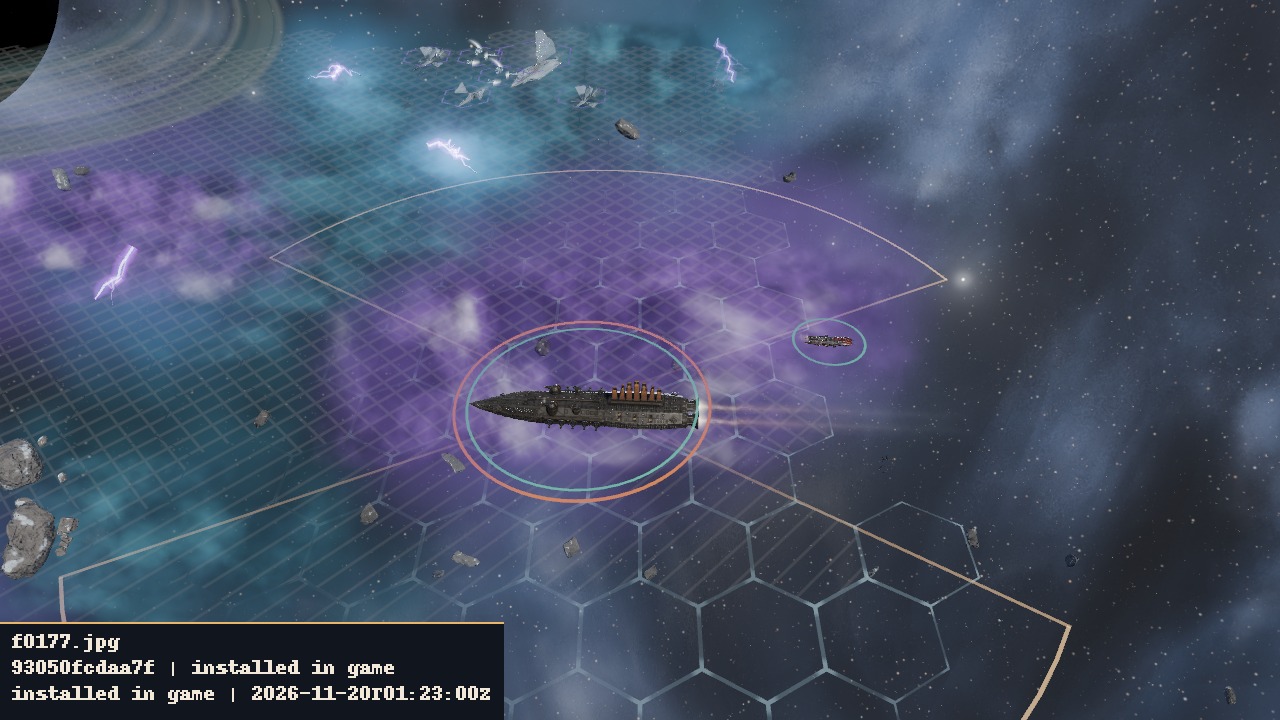 f0177.jpg
93050fcdaa7f | installed in game
installed in game | 2026-11-20T01:23:00Z